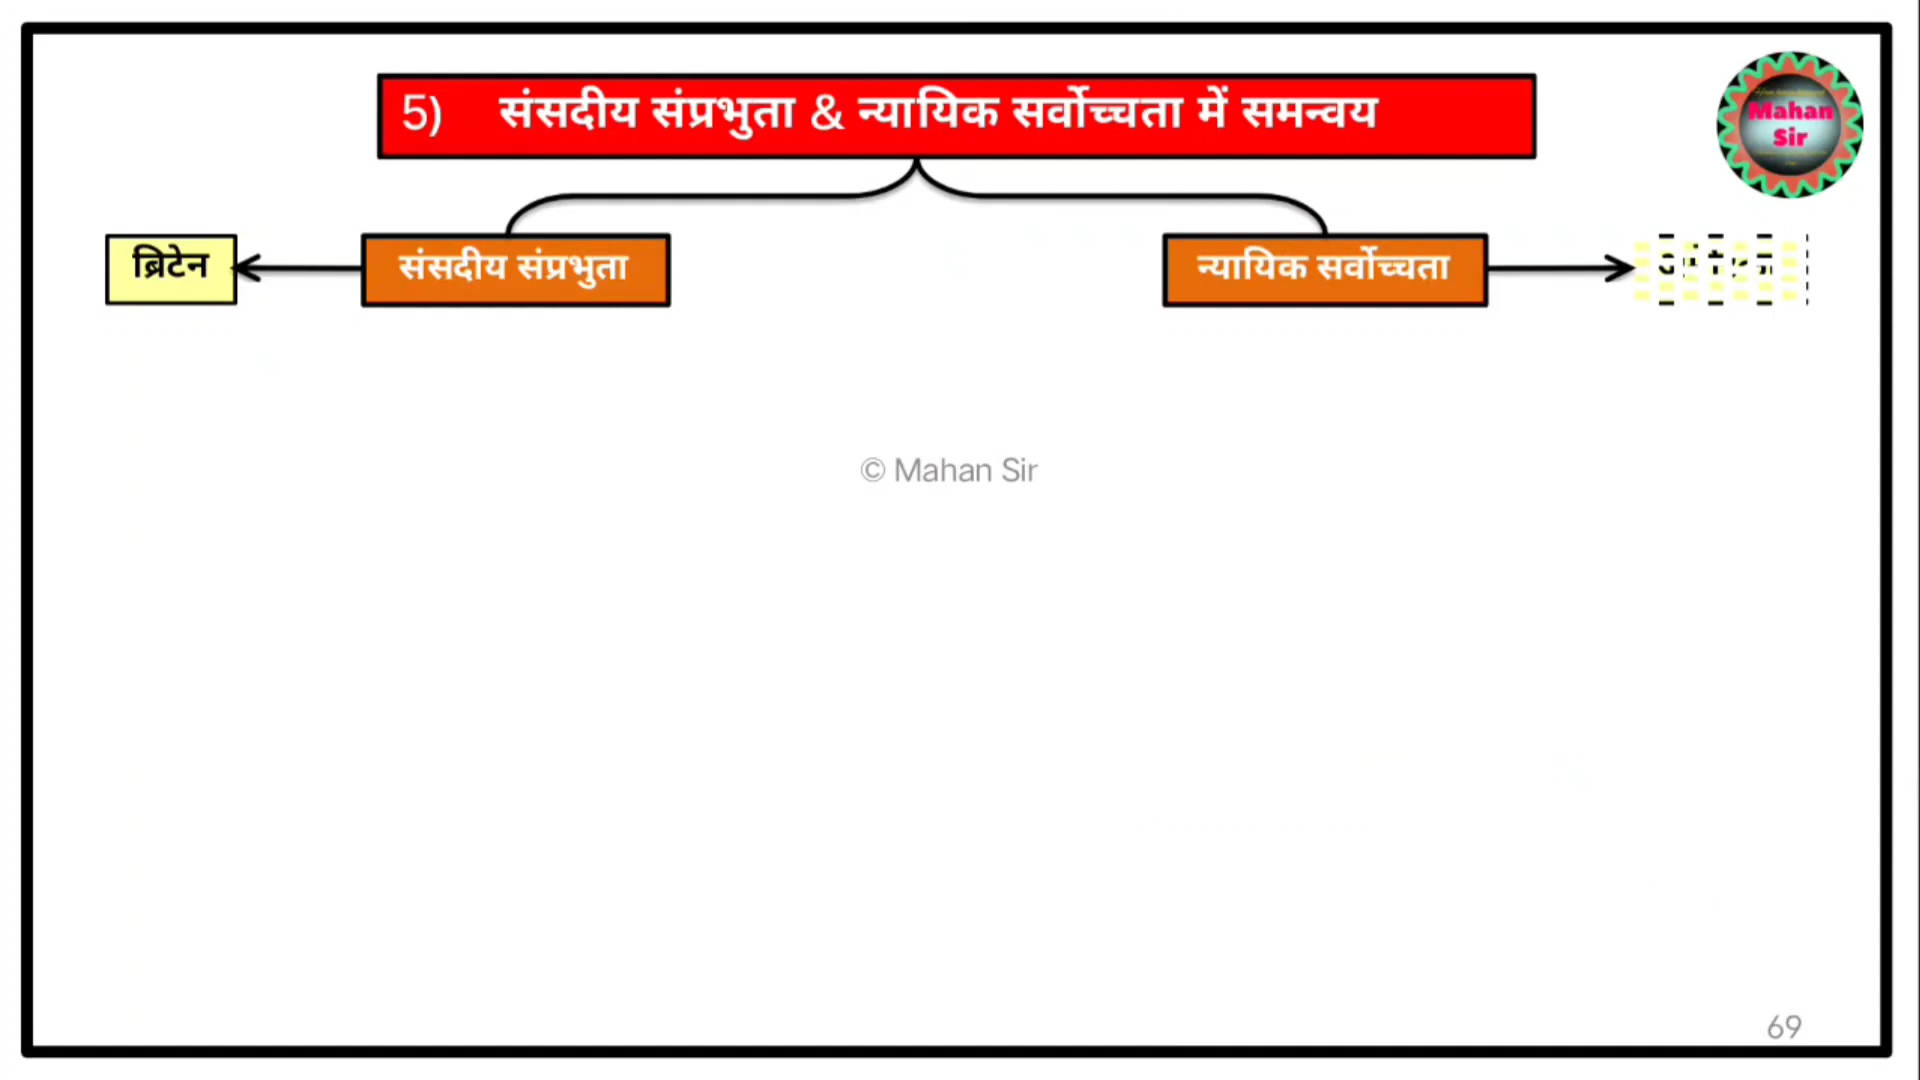 5) संसदीय संप्रभुता & न्यायिक सर्वोच्चता में समन्वय
Mahan
Sir
ब्रिटेन
संसदीय संप्रभुता
न्यायिक सर्वोच्चता
© Mahan Sir
69